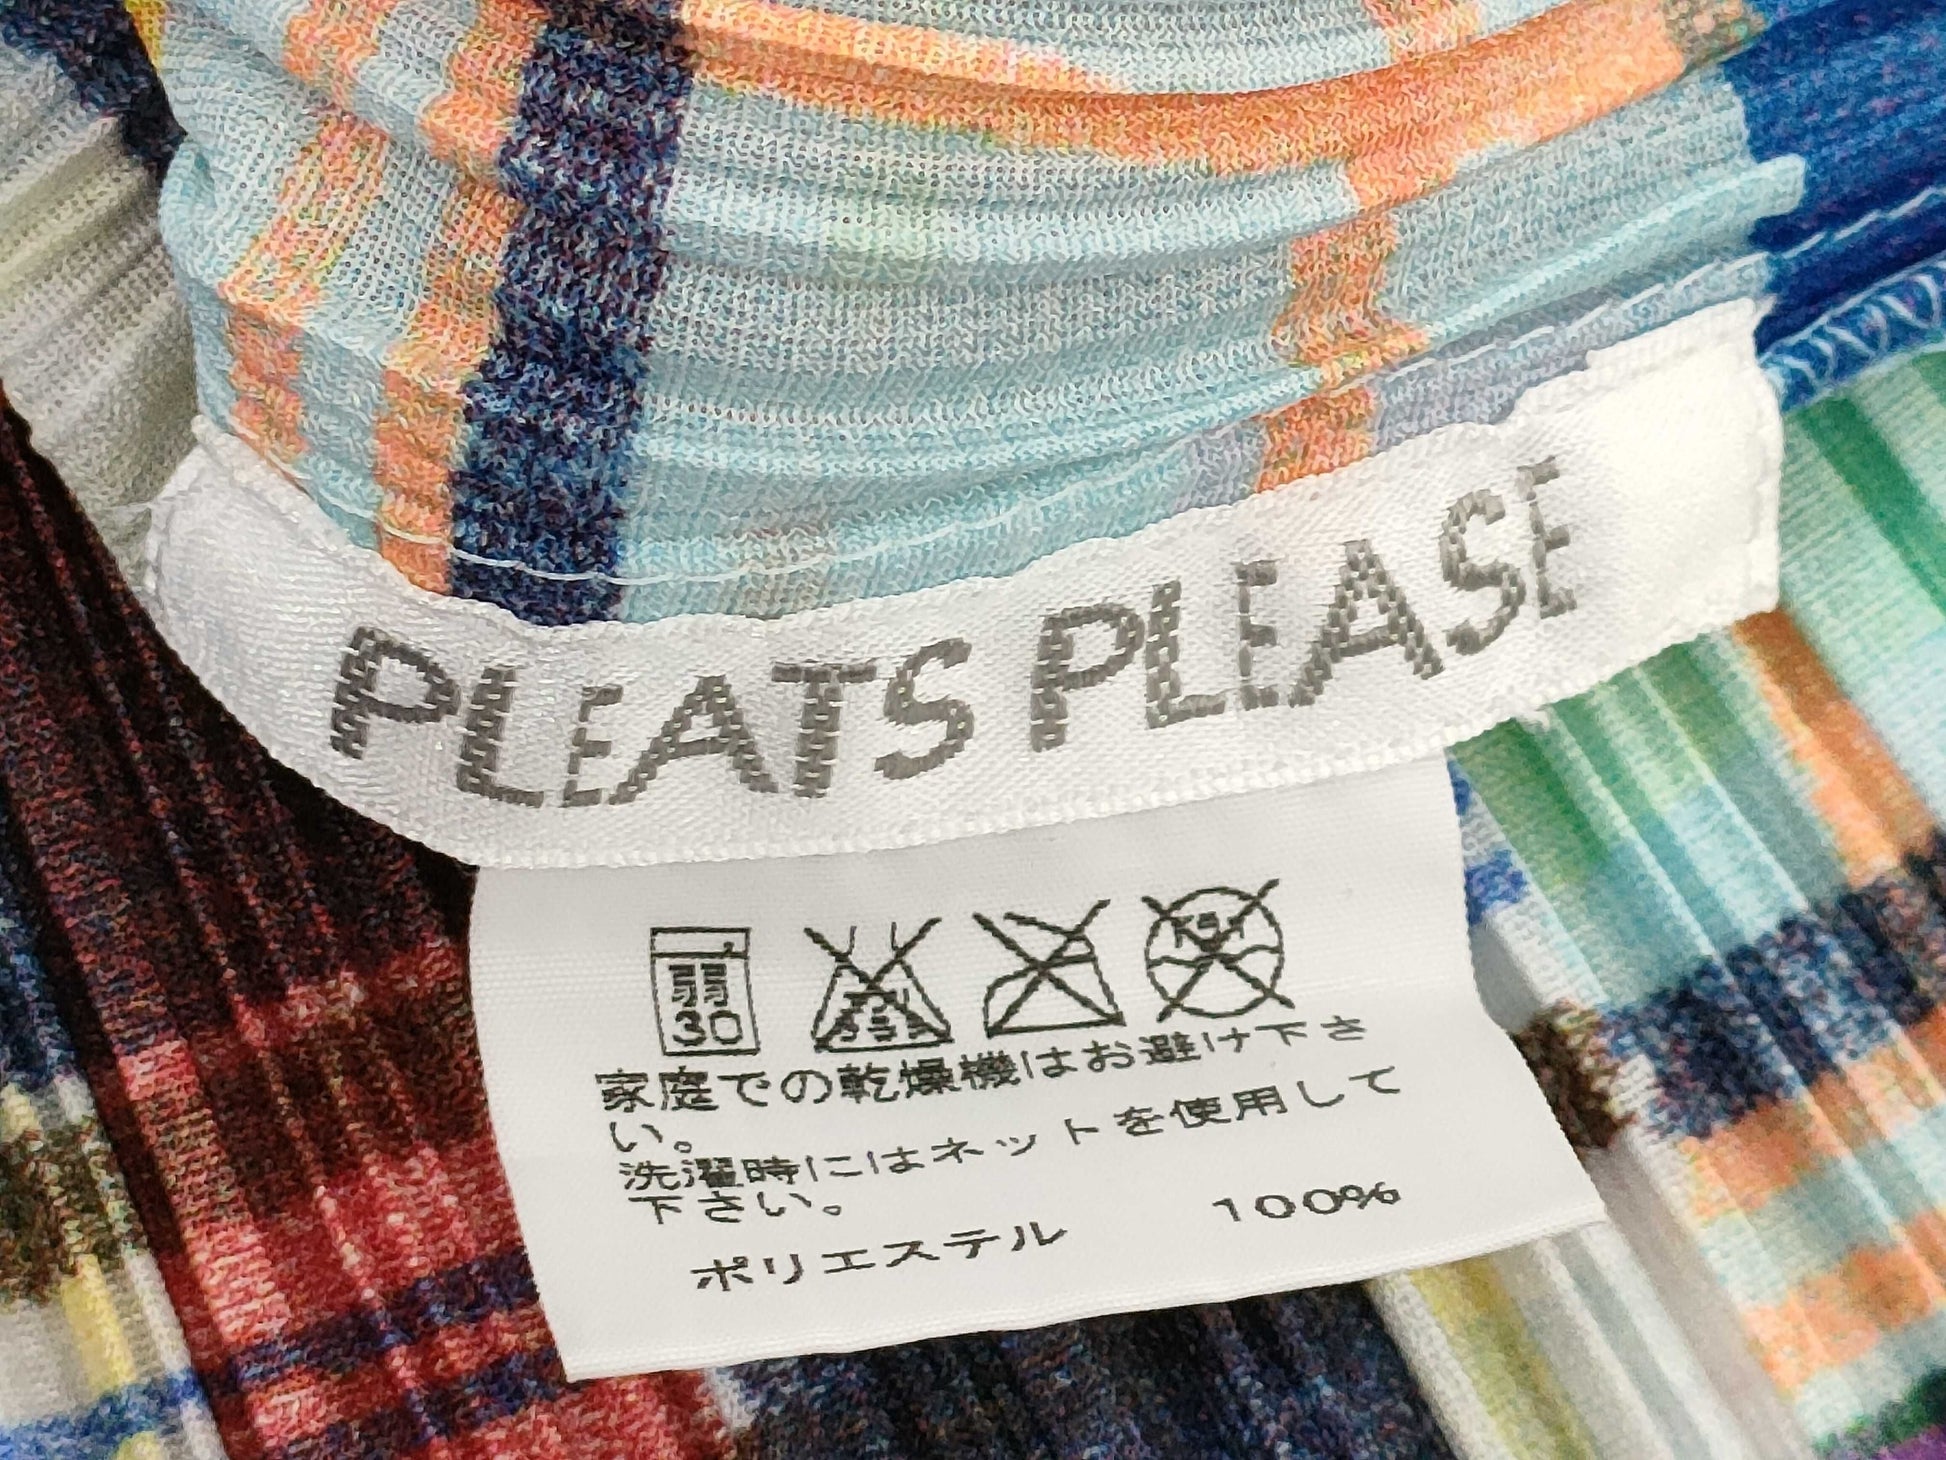 PLEATS PLEASE
弱
30
家庭での乾燥機はお避け下さ
い。
洗濯時にはネットを使用して
下さい。
ポリエステル 100%